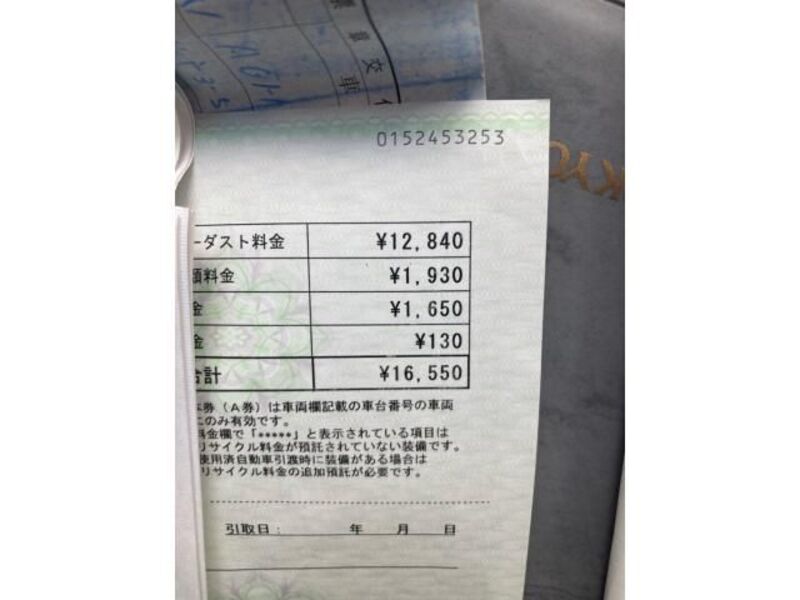 0152453253
ーダスト料金 ¥12,840
類料金 ¥1,930
金 ¥1,650
金 ¥130
合計 ¥16,550
券（A券）は車両欄記載の車台番号の車両
にのみ有効です。
料金欄で「*****」と表示されている項目は
リサイクル料金が預託されていない装備です。
使用済自動車引渡時に装備がある場合は
リサイクル料金の追加預託が必要です。
引取日： 年 月 日